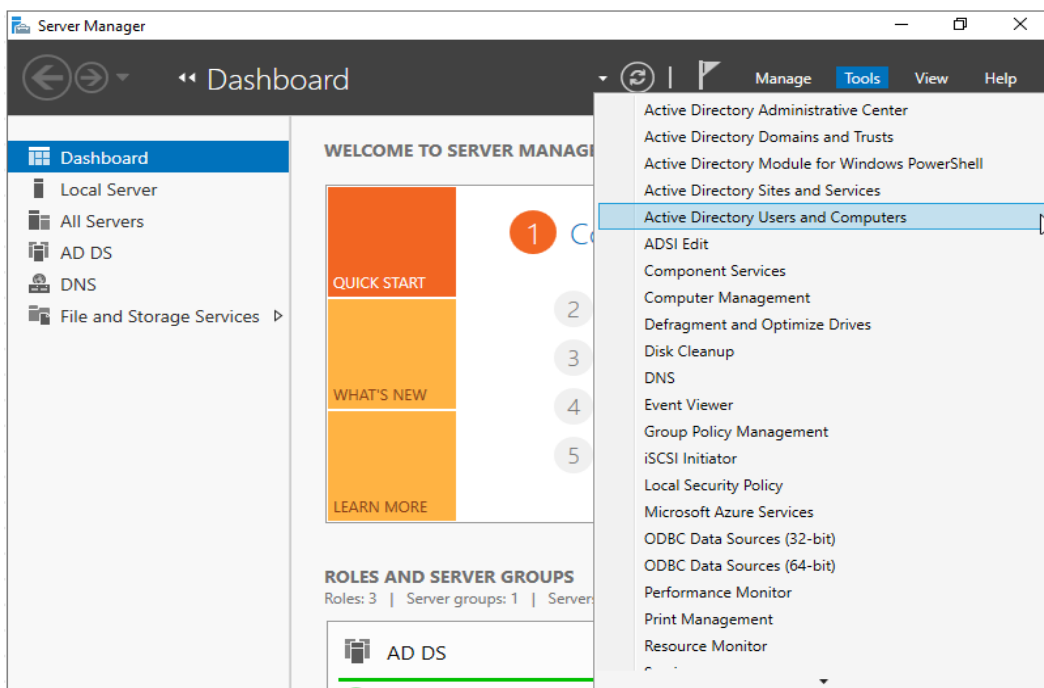 Server Manager
Dashboard
Manage
Tools
View
Help
Dashboard
Local Server
All Servers
AD DS
DNS
File and Storage Services
WELCOME TO SERVER
QUICK START
WHAT'S NEW
LEARN MORE
1
2
3
4
5
ROLES AND SERVER GROUPS
Roles: 3 | Server groups: 1 |
AD DS
Active Directory Administrative Center
Active Directory Domains and Trusts
Active Directory Module for Windows PowerShell
Active Directory Sites and Services
Active Directory Users and Computers
ADSI Edit
Component Services
Computer Management
Defragment and Optimize Drives
Disk Cleanup
DNS
Event Viewer
Group Policy Management
iSCSI Initiator
Local Security Policy
Microsoft Azure Services
ODBC Data Sources (32-bit)
ODBC Data Sources (64-bit)
Performance Monitor
Print Management
Resource Monitor